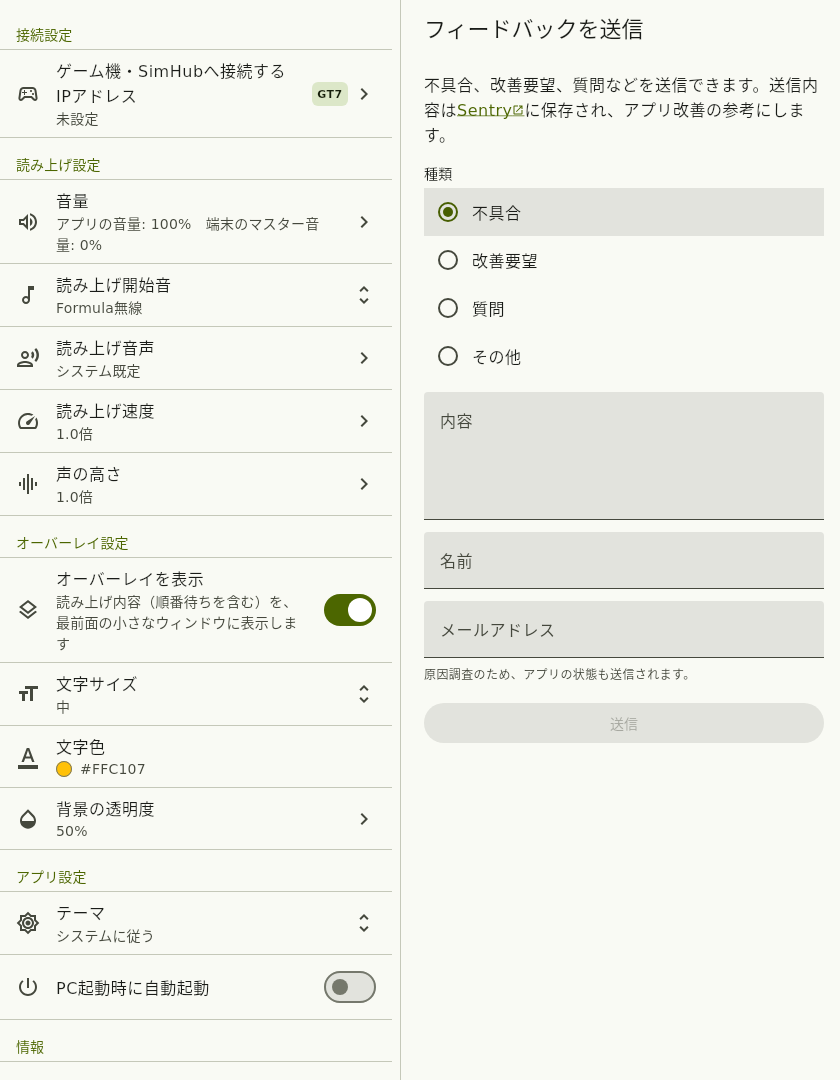 接続設定
ゲーム機・SimHubへ接続する
IPアドレス
未設定
GT7
読み上げ設定
音量
アプリの音量: 100%　端末のマスター音
量: 0%
読み上げ開始音
Formula無線
読み上げ音声
システム既定
読み上げ速度
1.0倍
声の高さ
1.0倍
オーバーレイ設定
オーバーレイを表示
読み上げ内容（順番待ちを含む）を、
最前面の小さなウィンドウに表示しま
す
文字サイズ
中
文字色
#FFC107
背景の透明度
50%
アプリ設定
テーマ
システムに従う
PC起動時に自動起動
情報
フィードバックを送信
不具合、改善要望、質問などを送信できます。送信内
容はSentryに保存され、アプリ改善の参考にしま
す。
種類
不具合
改善要望
質問
その他
内容
名前
メールアドレス
原因調査のため、アプリの状態も送信されます。
送信